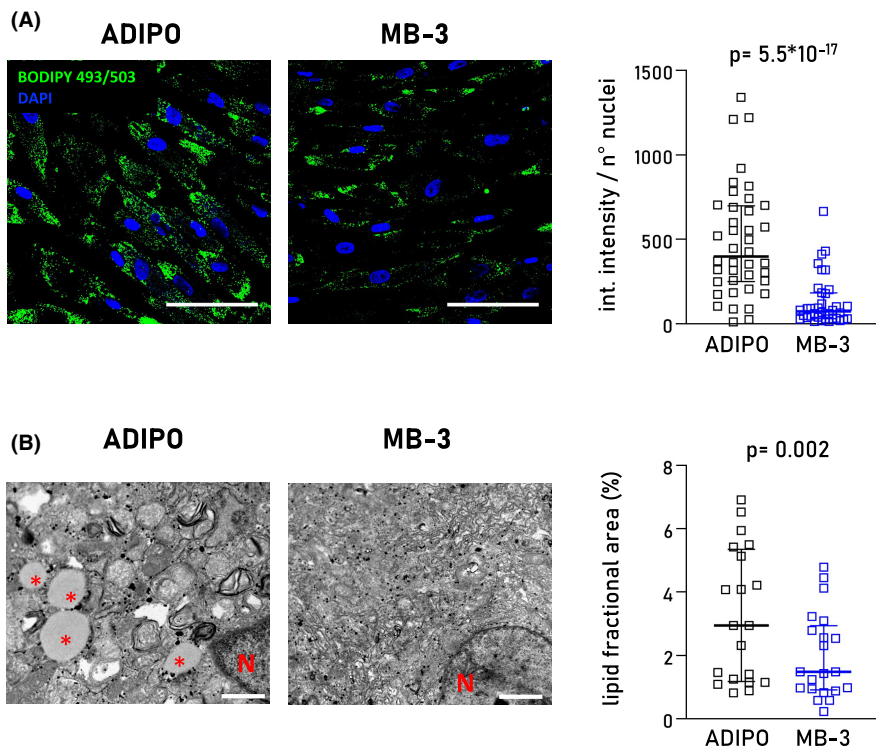 (A)
ADIPO
MB-3
BODIPY 493/503
DAPI
p= 5.5*10⁻¹⁷
int. intensity / n° nuclei
1500
1000
500
0
ADIPO
MB-3
(B)
ADIPO
MB-3
*
*
*
*
N
N
p= 0.002
lipid fractional area (%)
8
6
4
2
0
ADIPO
MB-3